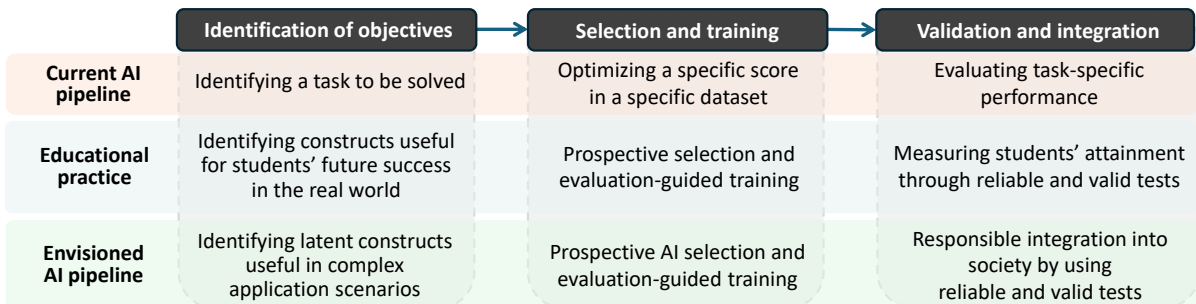 Identification of objectives
Selection and training
Validation and integration
Current AI
pipeline
Identifying a task to be solved
Optimizing a specific score
in a specific dataset
Evaluating task-specific
performance
Educational
practice
Identifying constructs useful
for students' future success
in the real world
Prospective selection and
evaluation-guided training
Measuring students' attainment
through reliable and valid tests
Envisioned
AI pipeline
Identifying latent constructs
useful in complex
application scenarios
Prospective AI selection and
evaluation-guided training
Responsible integration into
society by using
reliable and valid tests